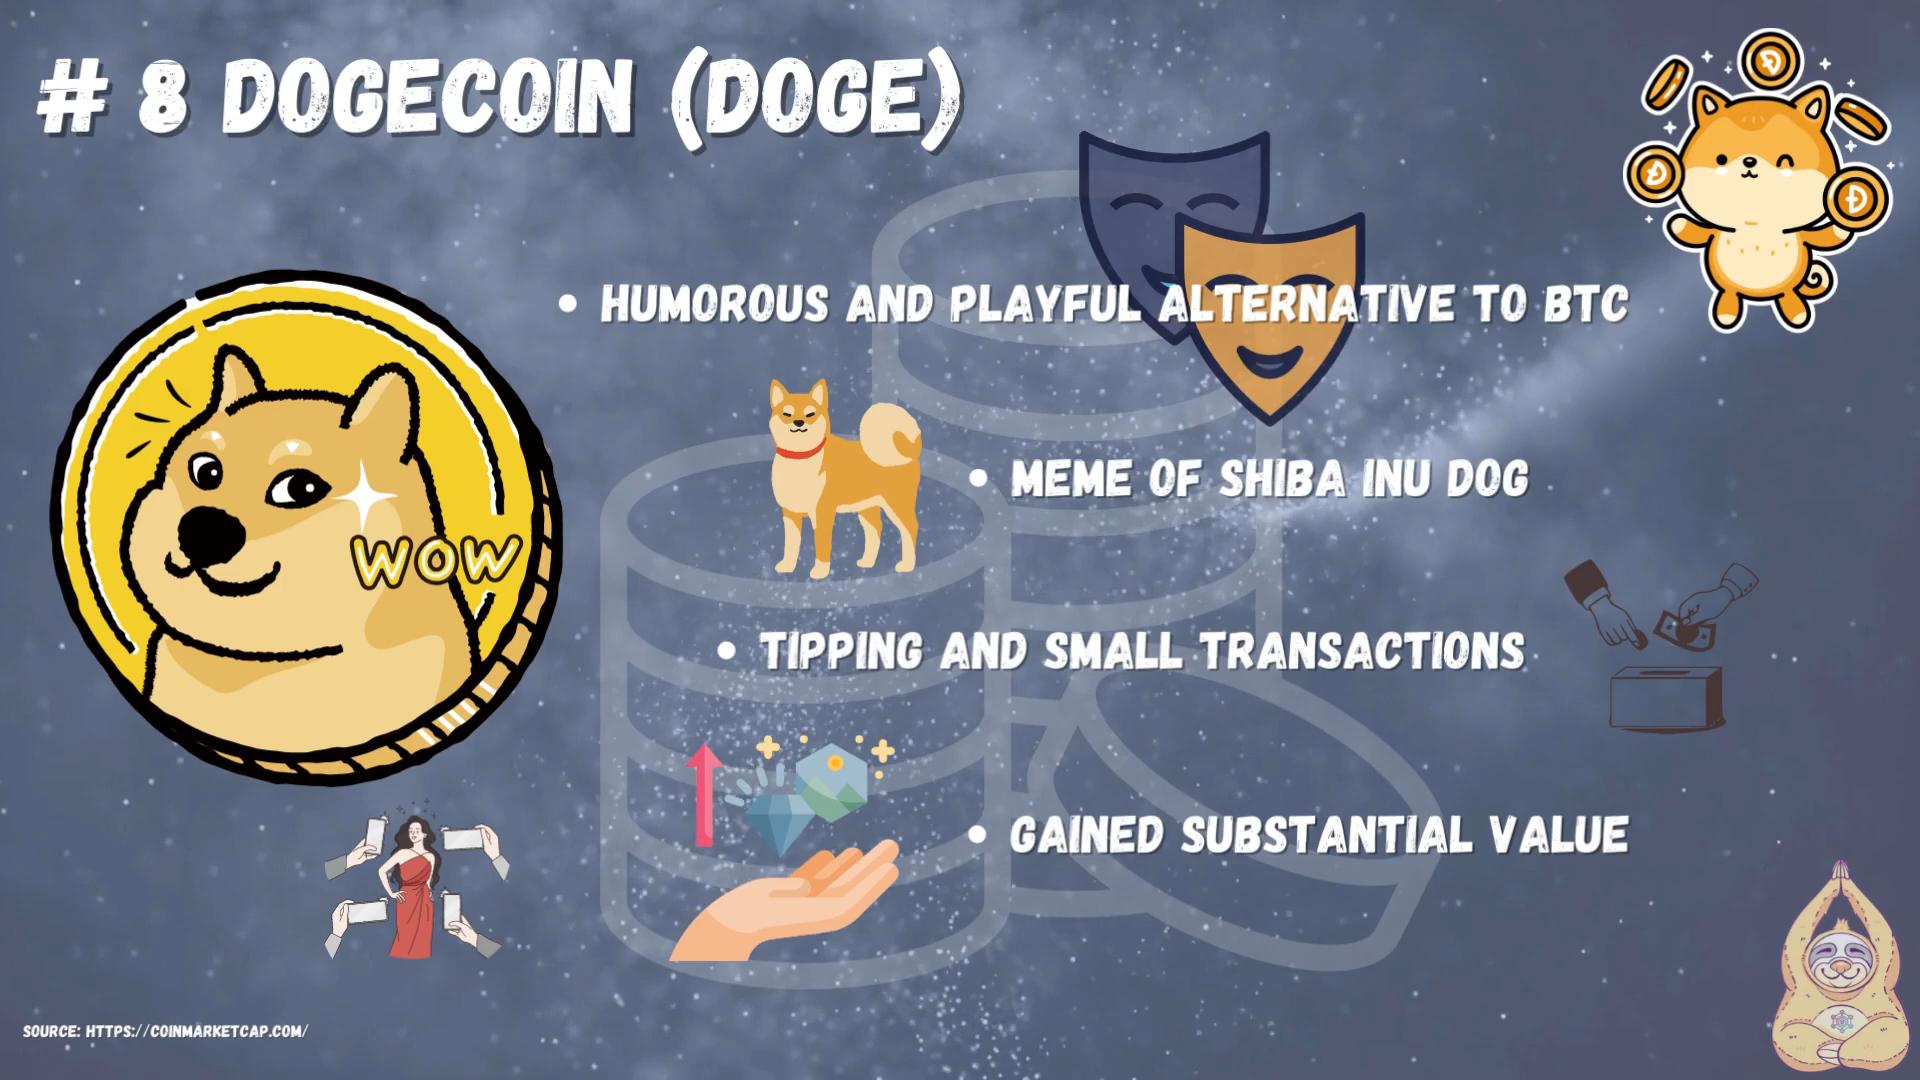 # 8 DOGECOIN (DOGE)
• HUMOROUS AND PLAYFUL ALTERNATIVE TO BTC
• MEME OF SHIBA INU DOG
WOW
• TIPPING AND SMALL TRANSACTIONS
• GAINED SUBSTANTIAL VALUE
SOURCE: HTTPS://COINMARKETCAP.COM/